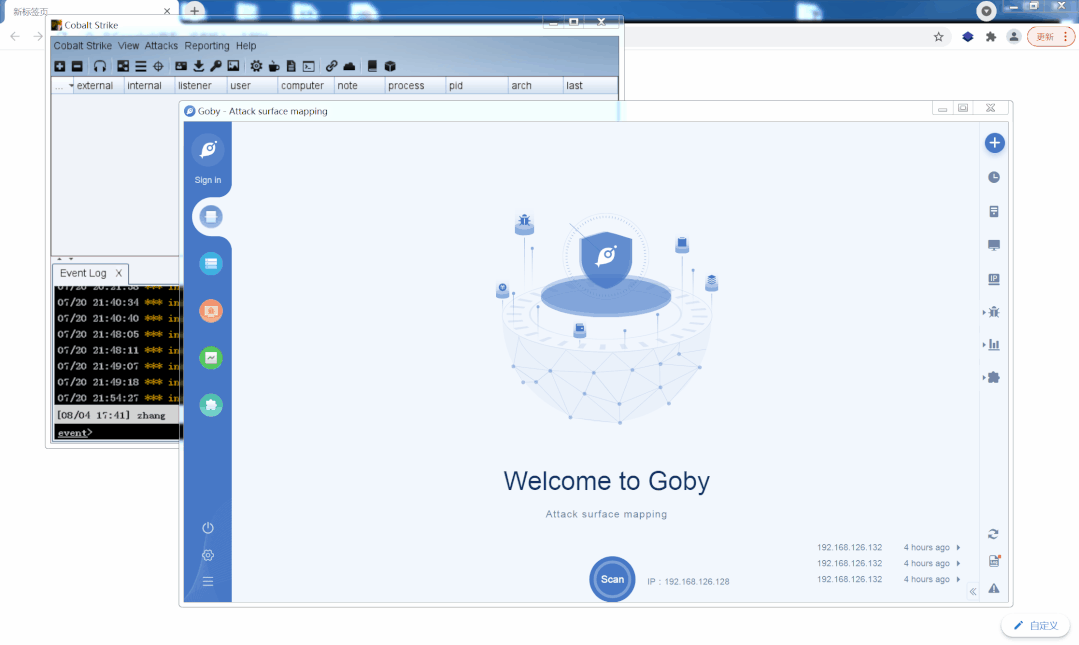 新标签页
Cobalt Strike
更新
Cobalt Strike View Attacks Reporting Help
... external internal listener user computer note process pid arch last
Goby - Attack surface mapping
Sign in
Event Log X
07/20 21:40:34 *** in
07/20 21:40:40 *** in
07/20 21:48:05 *** in
07/20 21:48:11 *** in
07/20 21:49:07 *** in
07/20 21:49:18 *** in
07/20 21:54:27 *** in
[08/04 17:41] zhang
event>
IP
Welcome to Goby
Attack surface mapping
192.168.126.132 4 hours ago
192.168.126.132 4 hours ago
192.168.126.132 4 hours ago
Scan
IP : 192.168.126.128
自定义